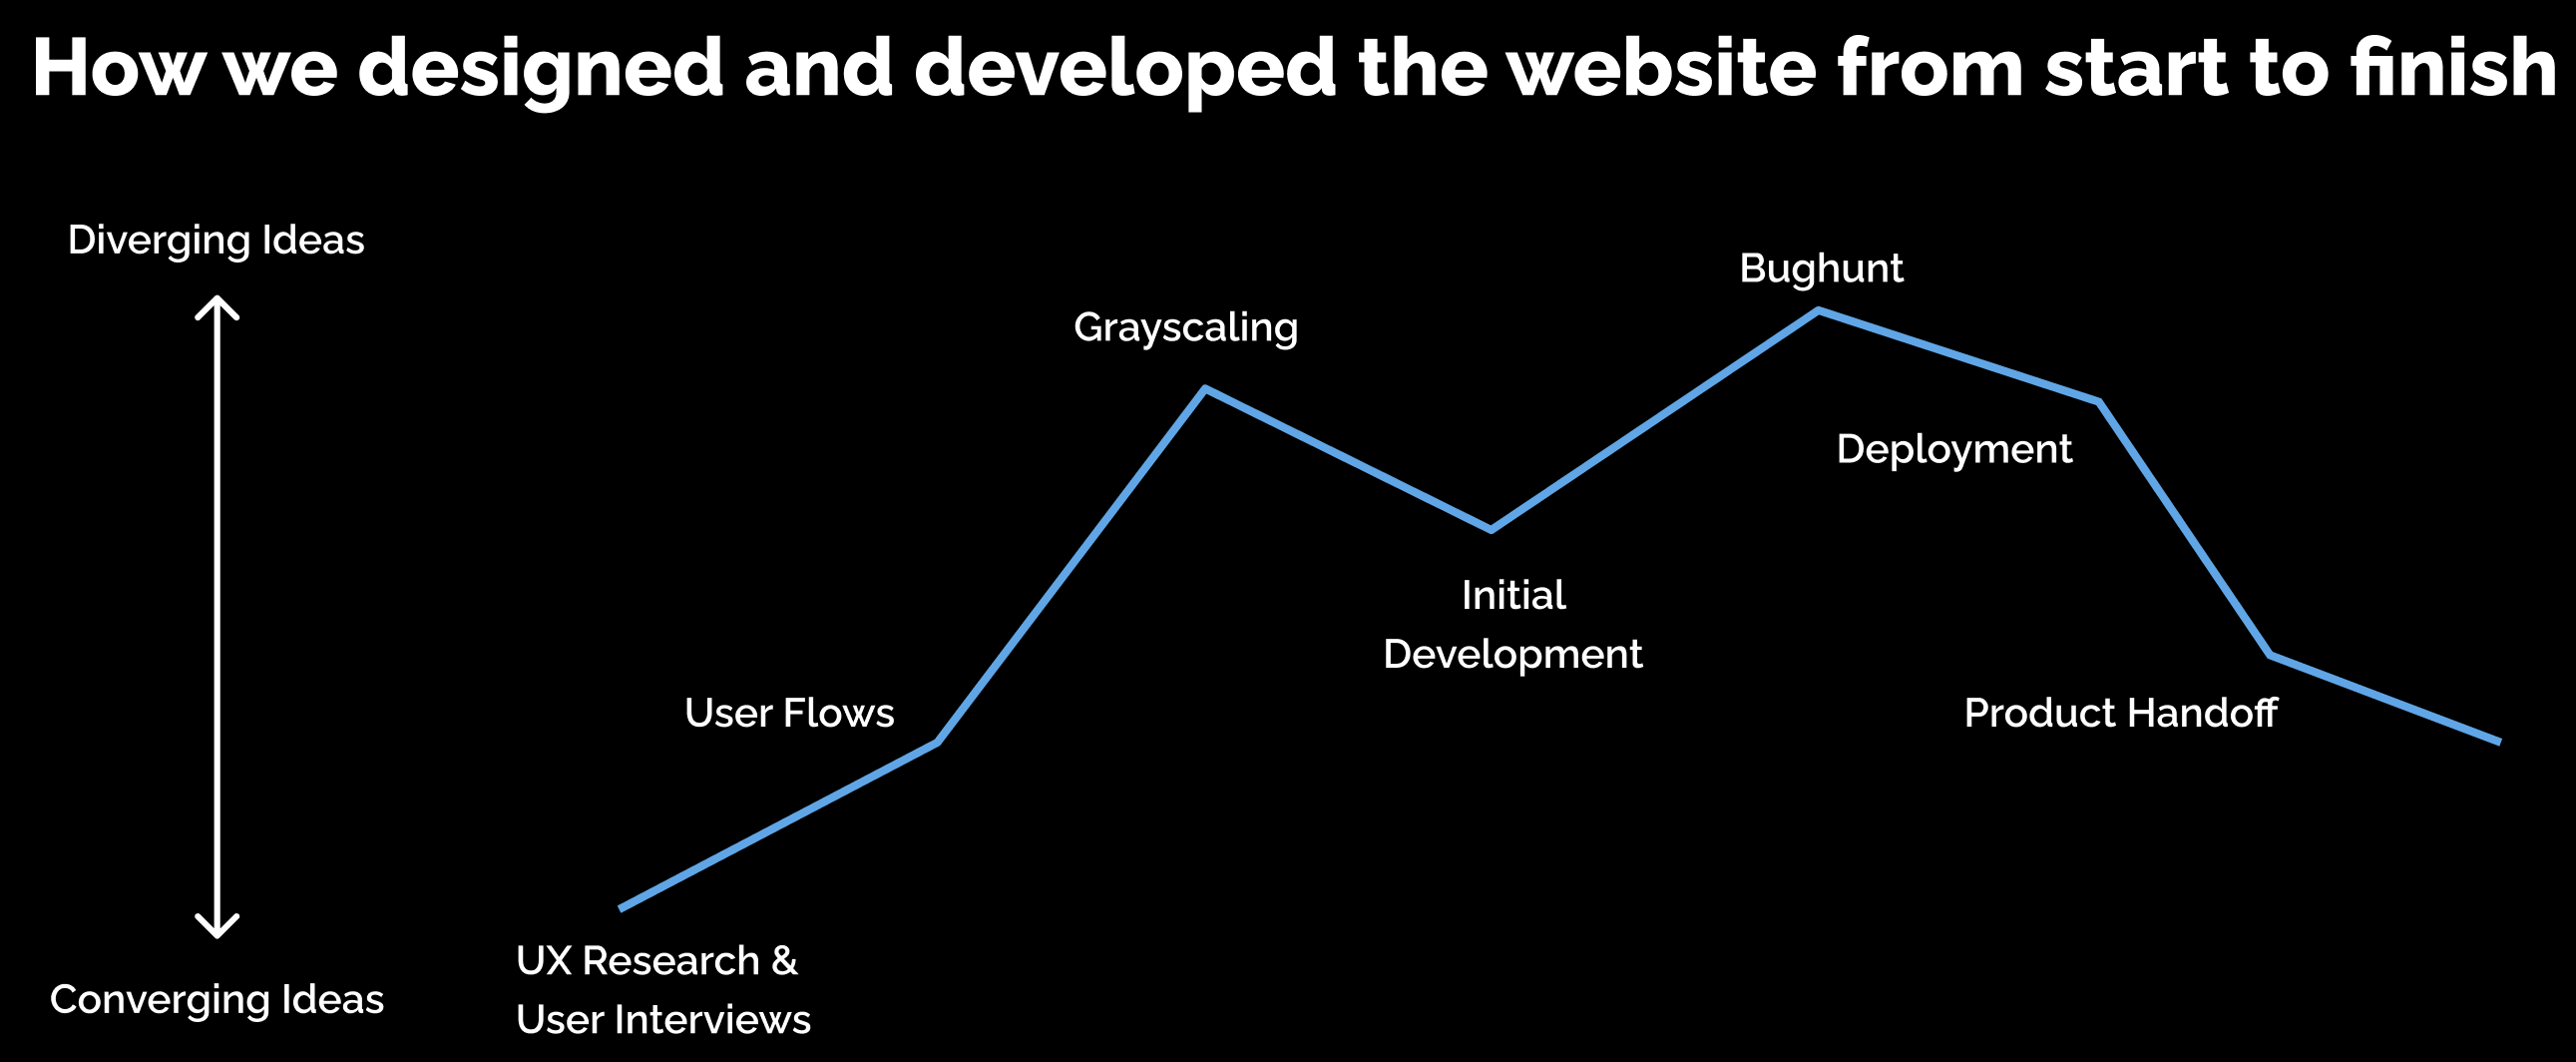 How we designed and developed the website from start to finish
Diverging Ideas
Bughunt
Grayscaling
Deployment
Initial
Development
User Flows
Product Handoff
UX Research &
User Interviews
Converging Ideas